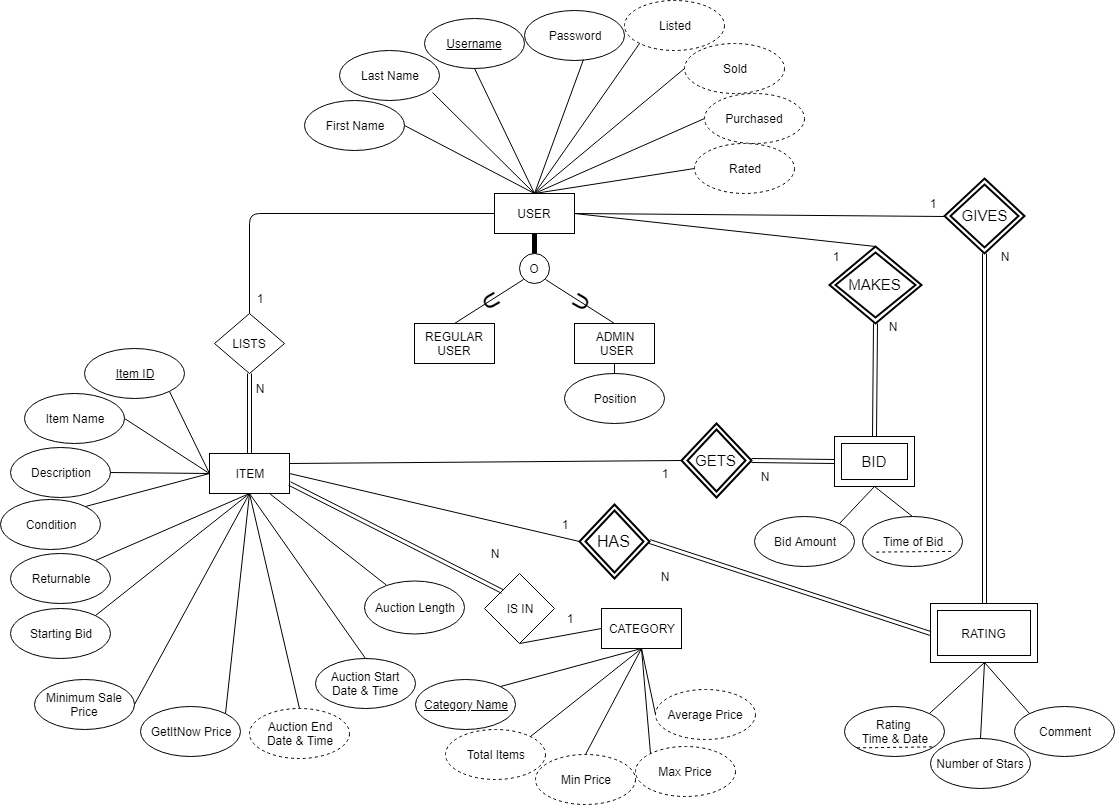 Listed
Username
Password
Sold
Last Name
Purchased
First Name
Rated
USER
1
GIVES
N
1
MAKES
O
1
N
LISTS
REGULAR
USER
ADMIN
USER
Item ID
N
Position
Item Name
Description
ITEM
GETS
BID
1
N
Condition
1
HAS
Bid Amount
Time of Bid
N
N
Returnable
Auction Length
IS IN
1
CATEGORY
Starting Bid
RATING
Auction Start
Date & Time
Minimum Sale
Price
Category Name
Average Price
GetItNow Price
Auction End
Date & Time
Rating
Time & Date
Comment
Total Items
Number of Stars
Min Price
Max Price